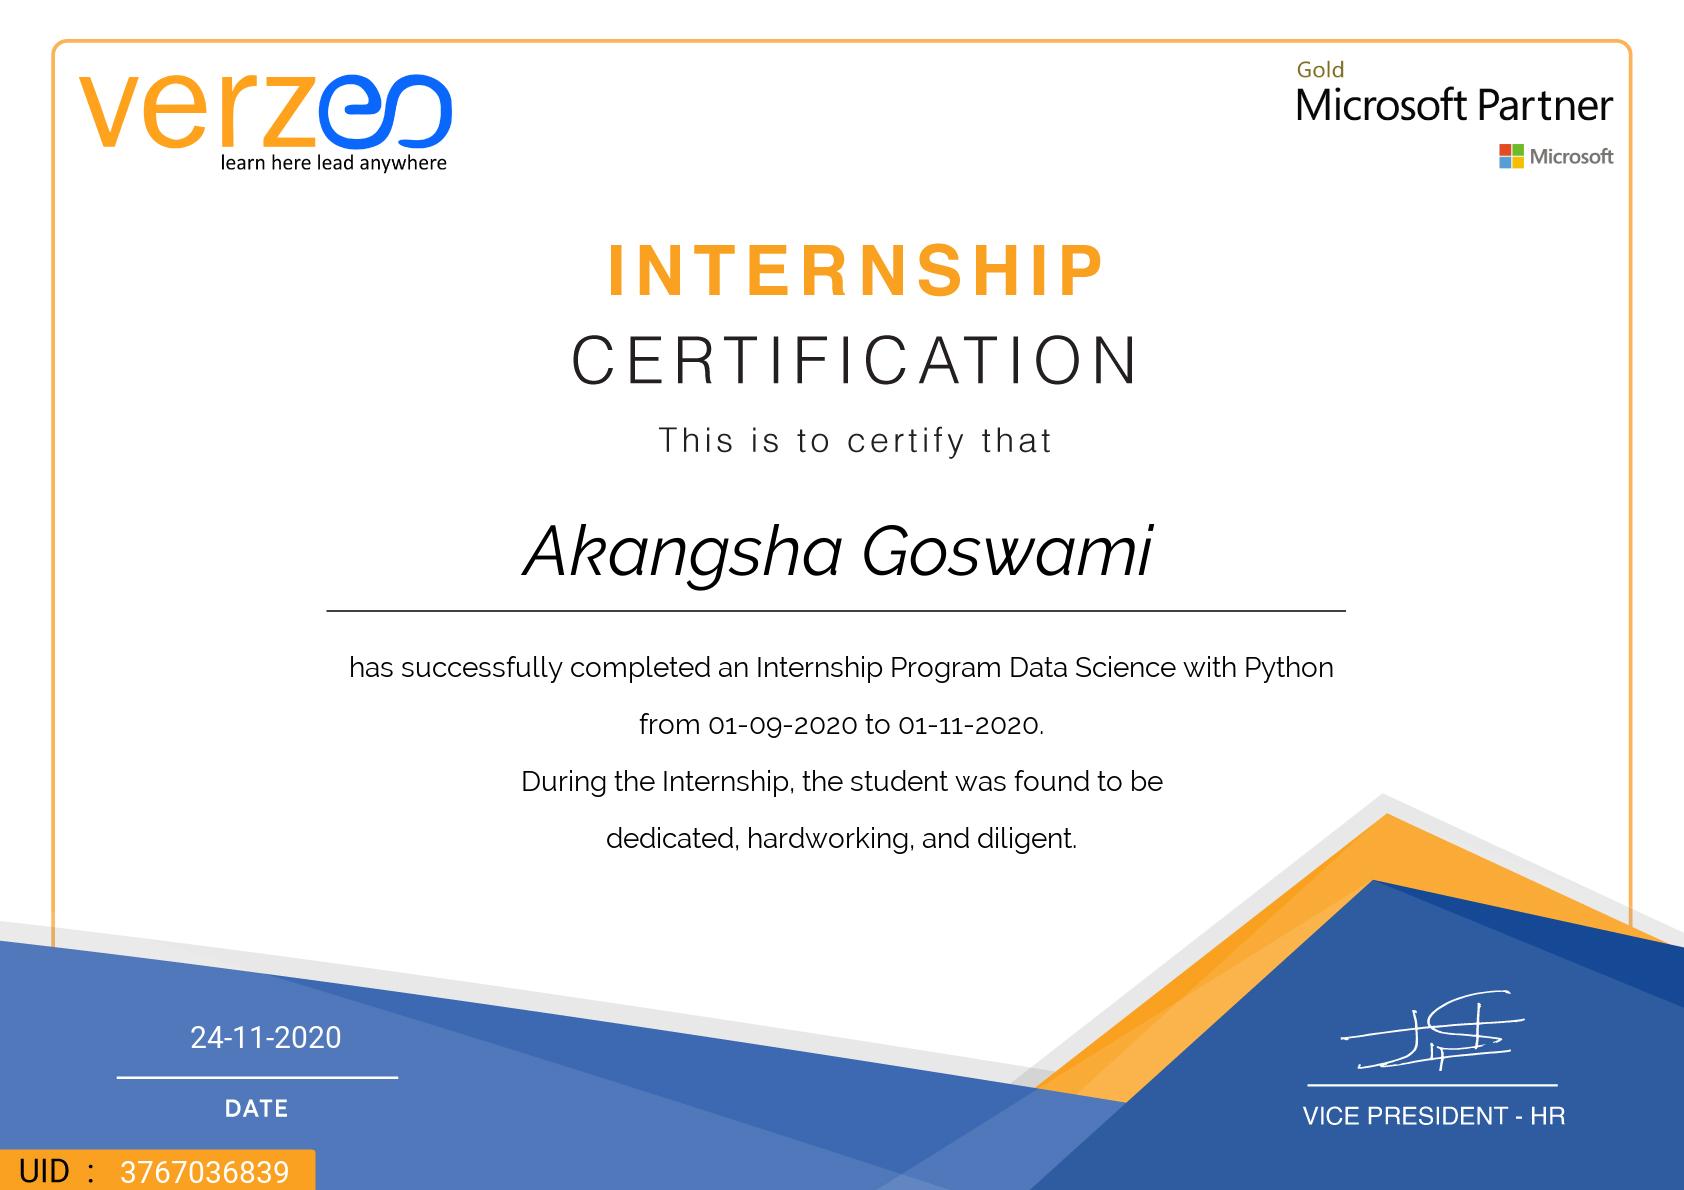 verzeo
learn here lead anywhere
Gold
Microsoft Partner
Microsoft
INTERNSHIP
CERTIFICATION
This is to certify that
Akangsha Goswami
has successfully completed an Internship Program Data Science with Python
from 01-09-2020 to 01-11-2020.
During the Internship, the student was found to be
dedicated, hardworking, and diligent.
24-11-2020
DATE
VICE PRESIDENT - HR
UID : 3767036839